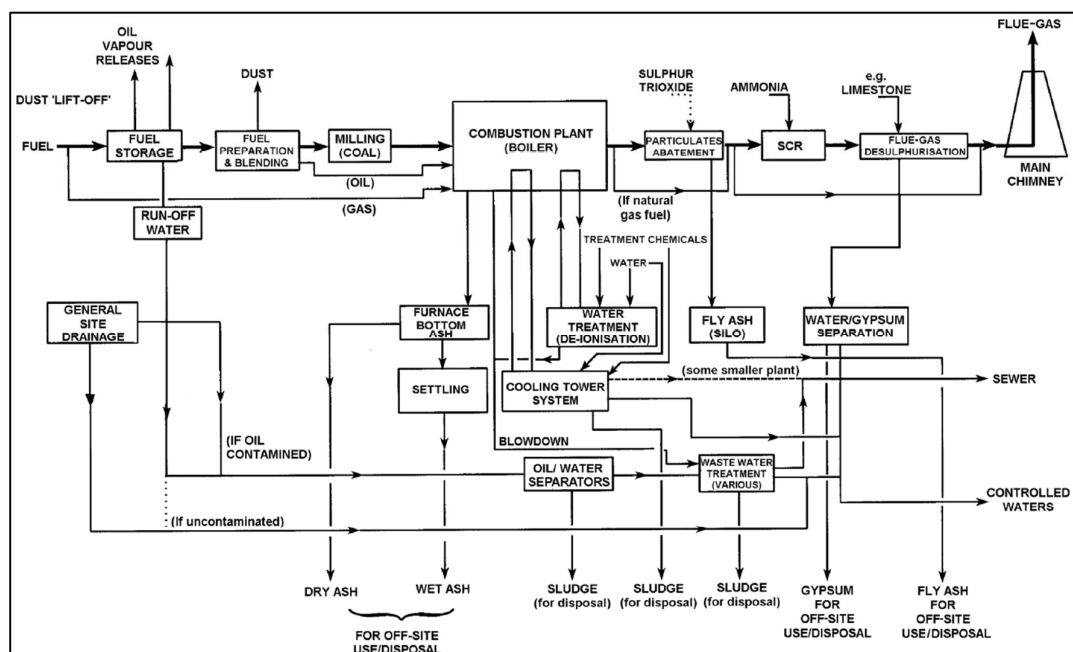 FLUE-GAS
OIL
VAPOUR
RELEASES
DUST
DUST 'LIFT-OFF'
SULPHUR
TRIOXIDE
AMMONIA
e.g.
LIMESTONE
FUEL
FUEL
STORAGE
FUEL
PREPARATION
& BLENDING
MILLING
(COAL)
COMBUSTION PLANT
(BOILER)
PARTICULATES
ABATEMENT
SCR
FLUE-GAS
DESULPHURISATION
MAIN
CHIMNEY
(OIL)
(GAS)
(If natural
gas fuel)
RUN-OFF
WATER
TREATMENT CHEMICALS
WATER
GENERAL
SITE
DRAINAGE
FURNACE
BOTTOM
ASH
WATER
TREATMENT
(DE-IONISATION)
FLY ASH
(SILO)
WATER/GYPSUM
SEPARATION
SETTLING
COOLING TOWER
SYSTEM
(some smaller plant)
SEWER
(IF OIL
CONTAMINATED)
BLOWDOWN
OIL/ WATER
SEPARATORS
WASTE WATER
TREATMENT
(VARIOUS)
CONTROLLED
WATERS
(If uncontaminated)
DRY ASH
WET ASH
SLUDGE
(for disposal)
SLUDGE
(for disposal)
SLUDGE
(for disposal)
GYPSUM
FOR
OFF-SITE
USE/DISPOSAL
FLY ASH
FOR
OFF-SITE
USE/DISPOSAL
FOR OFF-SITE
USE/DISPOSAL